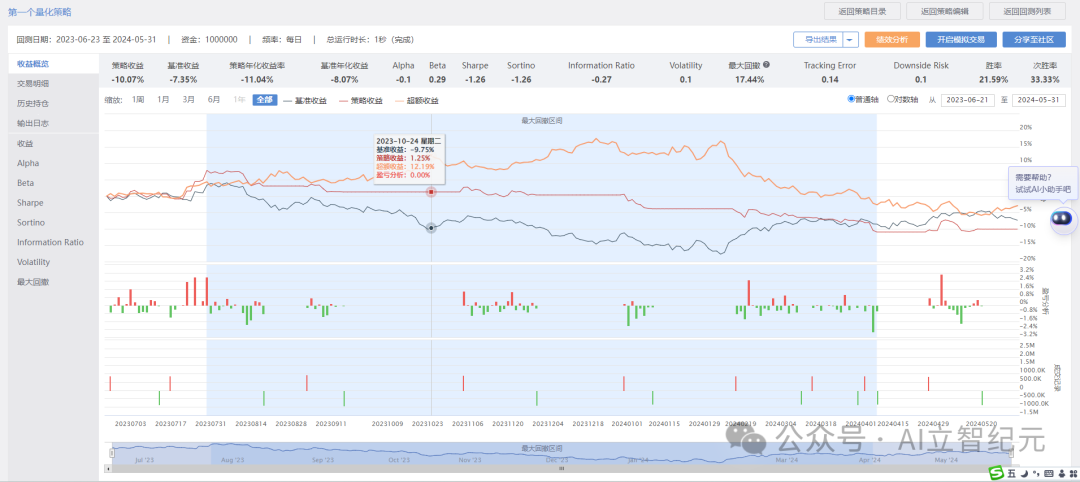 第一个量化策略
返回策略目录 返回策略编辑 返回回测列表
回测日期：2023-06-23 至 2024-05-31 | 资金：1000000 | 频率：每日 | 总运行时长：1秒（完成）
导出结果 绩效分析 开启模拟交易 分享至社区
收益概览
交易明细
历史持仓
输出日志
收益
Alpha
Beta
Sharpe
Sortino
Information Ratio
Volatility
最大回撤
策略收益 基准收益 策略年化收益率 基准年化收益 Alpha Beta Sharpe Sortino Information Ratio Volatility 最大回撤 Tracking Error Downside Risk 胜率 次胜率
-10.07% -7.35% -11.04% -8.07% -0.1 0.29 -1.26 -1.26 -0.27 0.1 17.44% 0.14 0.1 21.59% 33.33%
缩放： 1周 1月 3月 6月 1年 全部 基准收益 策略收益 超额收益
普通轴 对数轴 从 2023-06-21 至 2024-05-31
最大回撤区间
2023-10-24 星期二
基准收益：-9.75%
策略收益：1.25%
超额收益：12.19%
盈亏分析：0.00%
20%
15%
10%
-5%
-10%
-15%
-20%
需要帮助?
试试AI小助手吧
3.2%
2.4%
1.6%
0.8%
0%
-0.8%
-1.6%
-2.4%
-3.2%
盈亏分析
2.5M
2.0M
1.5M
1000.0K
500.0K
0
-500.0K
-1000.0K
-1.5M
成交记录
20230703 20230717 20230731 20230814 20230828 20230911 20231009 20231023 20231106 20231120 20231204 20231218 20240101 20240115 20240129 20240219 20240304 20240318 20240401 20240415 20240429 20240520
最大回撤区间
Jul '23 Aug '23 Sep '23 Oct '23 Nov '23 Dec '23 Jan '24 Mar '24 Apr '24 May '24
公众号 · AI立智纪元
五